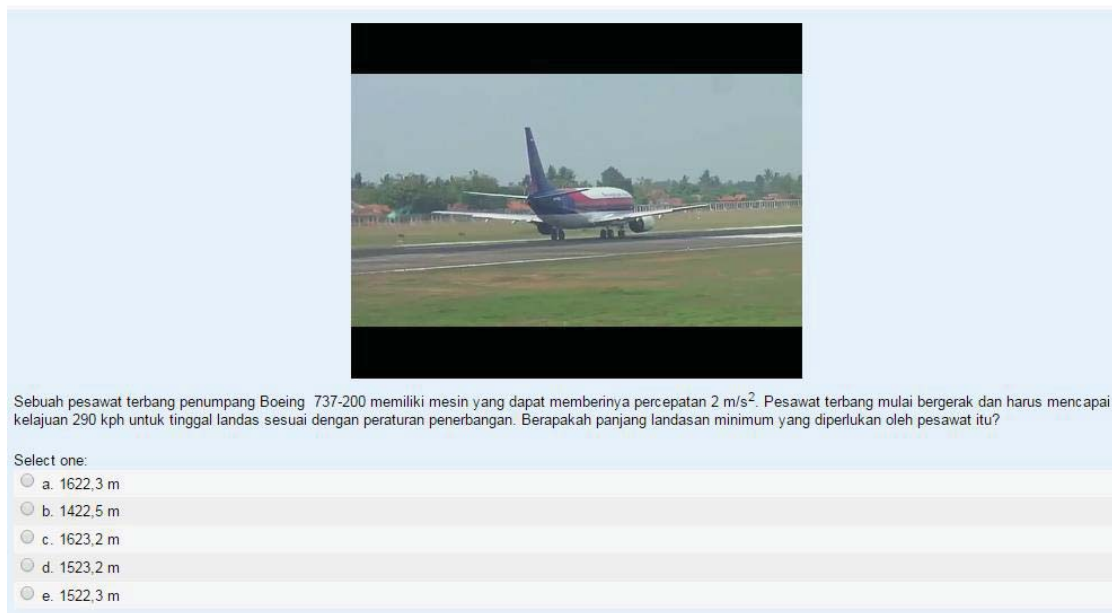 Sebuah pesawat terbang penumpang Boeing 737-200 memiliki mesin yang dapat memberinya percepatan 2 m/s². Pesawat terbang mulai bergerak dan harus mencapai
kelajuan 290 kph untuk tinggal landas sesuai dengan peraturan penerbangan. Berapakah panjang landasan minimum yang diperlukan oleh pesawat itu?
Select one:
a. 1622,3 m
b. 1422,5 m
c. 1623,2 m
d. 1523,2 m
e. 1522,3 m